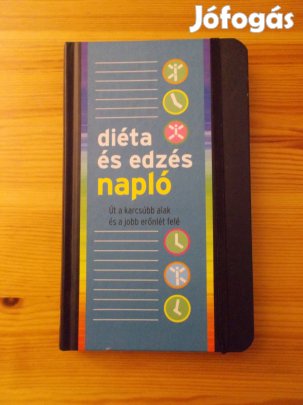 Jófogás
diéta
és edzés
napló
Út a karcsúbb alak
és a jobb erőnlét felé